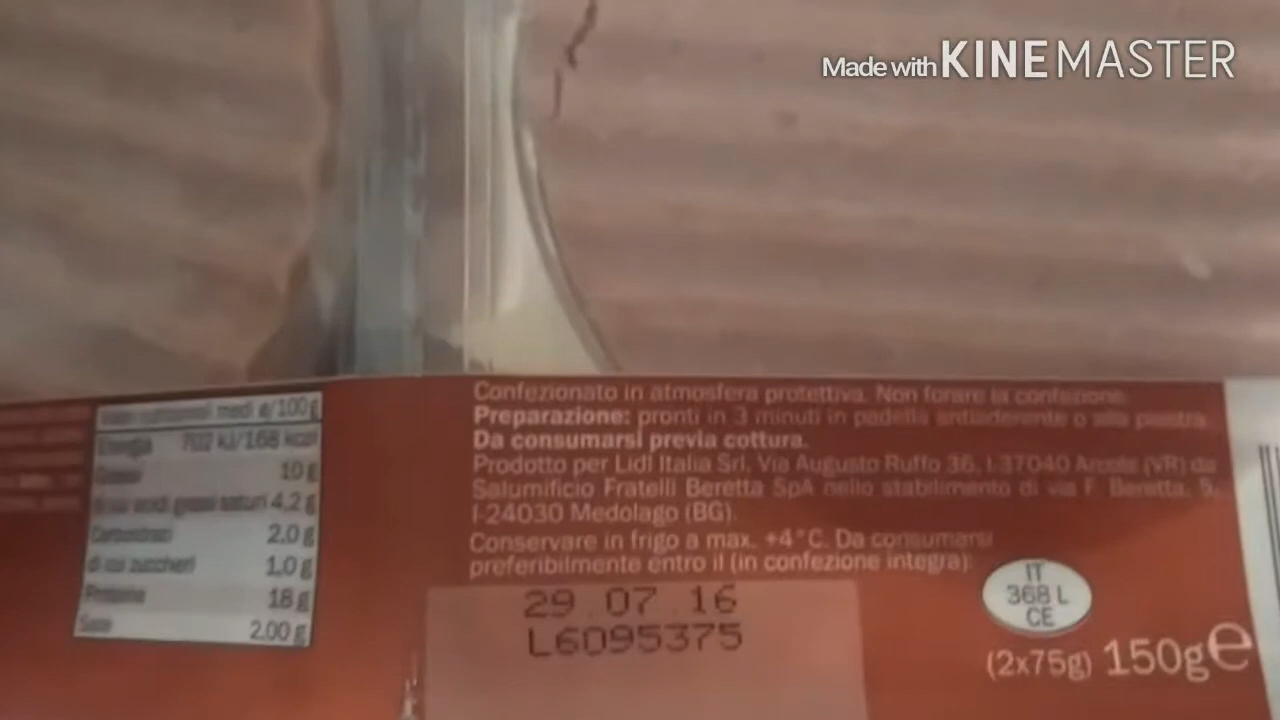 Made with KINEMASTER
medi e/100g
Energia 702 kJ/168 kcal
10 g
di cui acidi grassi saturi 4,2 g
Carboidrati 2,0 g
di cui zuccheri 1,0 g
Proteine 18 g
Sale 2,00 g
Confezionato in atmosfera protettiva. Non forare la confezione.
Preparazione: pronti in 3 minuti in padella antiaderente o alla piastra.
Da consumarsi previa cottura.
Prodotto per Lidl Italia Srl, Via Augusto Ruffo 36, I-37040 Arcole (VR) da
Salumificio Fratelli Beretta SpA nello stabilimento di via F. Beretta, 5,
I-24030 Medolago (BG).
Conservare in frigo a max. +4°C. Da consumarsi
preferibilmente entro il (in confezione integra):
29 07 16
L6095375
IT
368 L
CE
(2x75g) 150g e